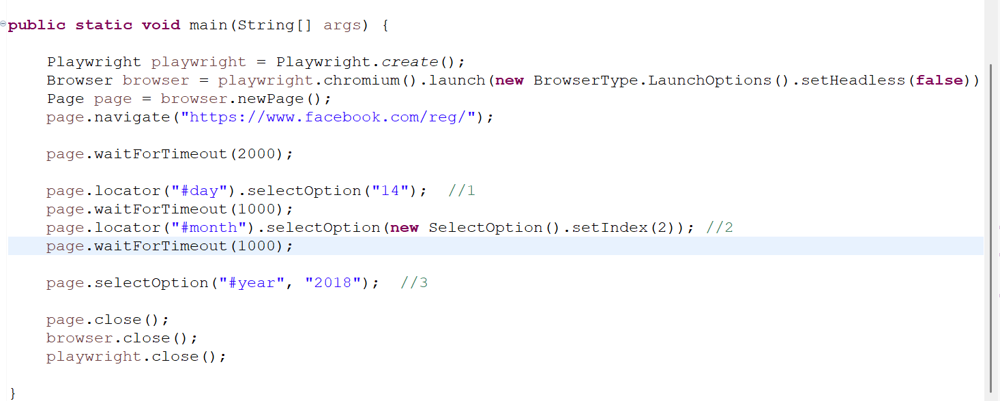 public static void main(String[] args) {
Playwright playwright = Playwright.create();
Browser browser = playwright.chromium().launch(new BrowserType.LaunchOptions().setHeadless(false))
Page page = browser.newPage();
page.navigate("https://www.facebook.com/reg/");
page.waitForTimeout(2000);
page.locator("#day").selectOption("14");  //1
page.waitForTimeout(1000);
page.locator("#month").selectOption(new SelectOption().setIndex(2)); //2
page.waitForTimeout(1000);
page.selectOption("#year", "2018");  //3
page.close();
browser.close();
playwright.close();
}